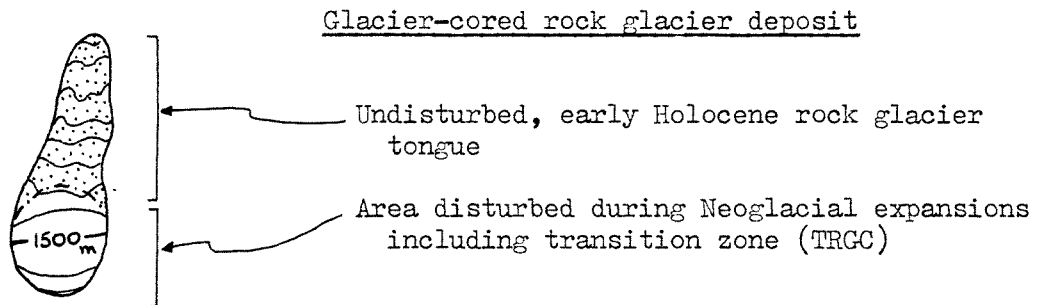 Glacier-cored rock glacier deposit
Undisturbed, early Holocene rock glacier
tongue
Area disturbed during Neoglacial expansions
including transition zone (TRGC)
1500m